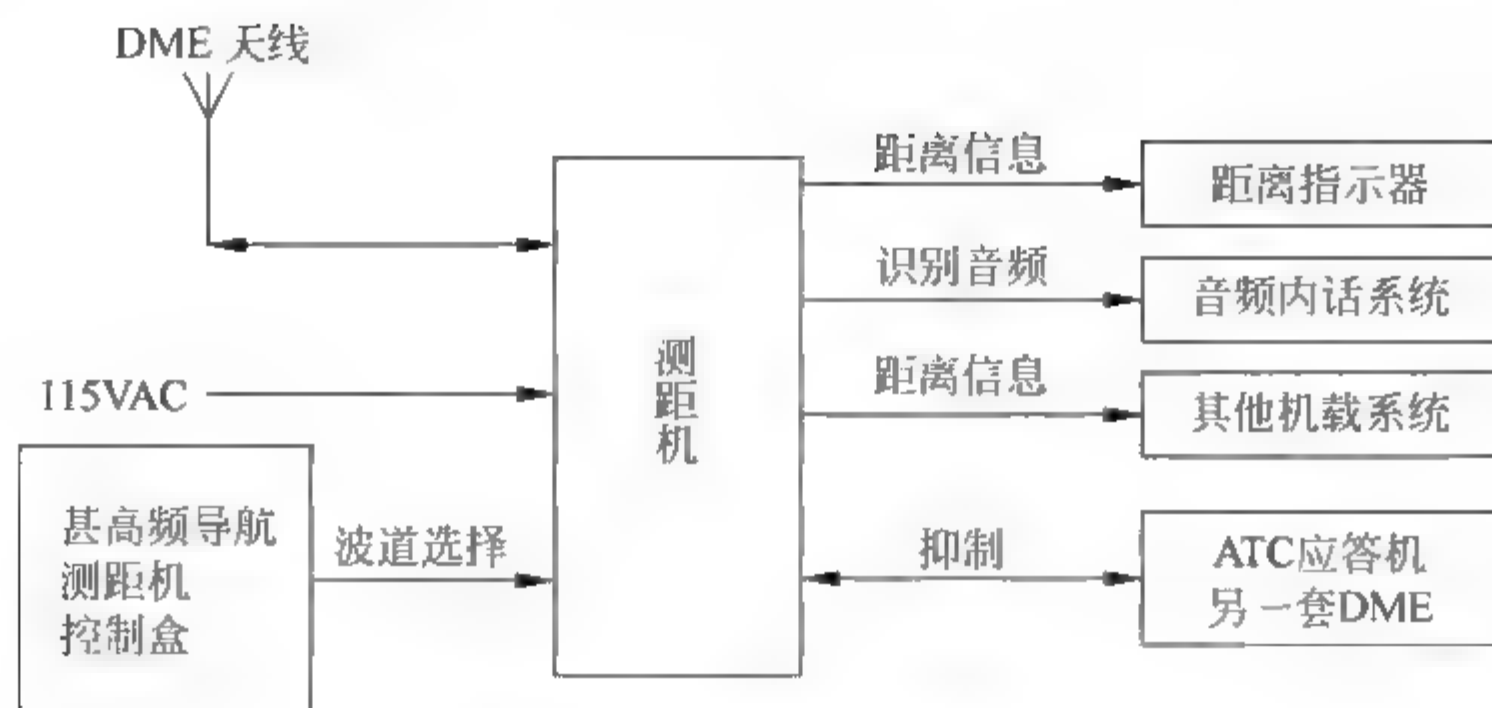 DME 天线
距离信息
距离指示器
识别音频
音频内话系统
115VAC
测距机
距离信息
其他机载系统
甚高频导航
测距机
控制盒
波道选择
抑制
ATC应答机
另一套DME